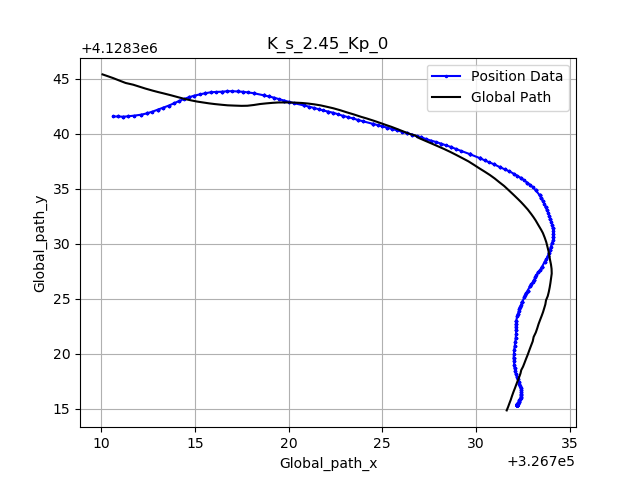 K_s_2.45_Kp_0
+4.1283e6
Position Data
Global Path
45
40
35
30
25
20
15
Global_path_y
10
15
20
25
30
35
Global_path_x
+3.267e5